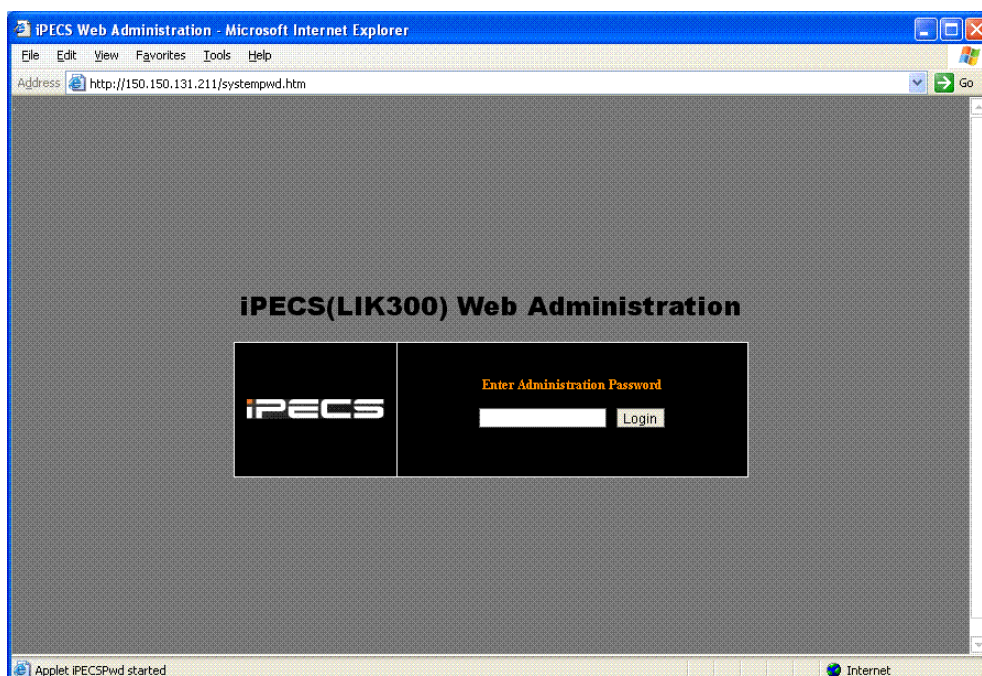 iPECS Web Administration - Microsoft Internet Explorer
File Edit View Favorites Tools Help
Address http://150.150.131.211/systempwd.htm Go
iPECS(LIK300) Web Administration
Enter Administration Password
iPECS
Login
Applet iPECSPwd started Internet